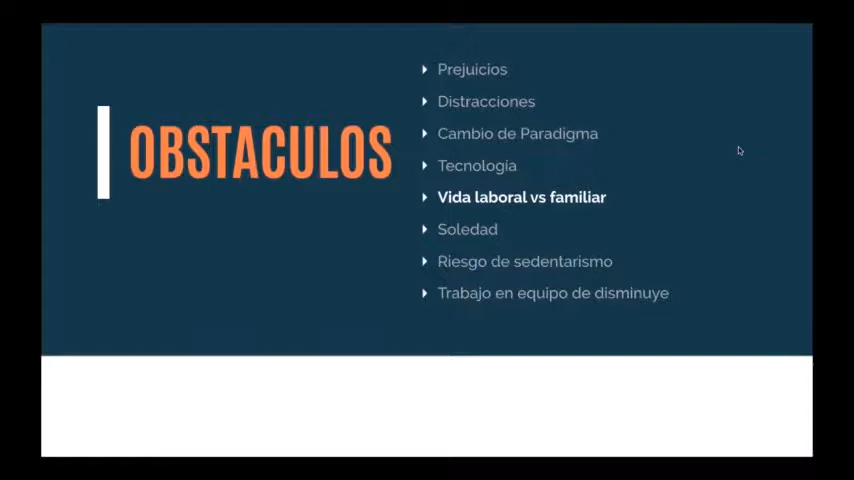 OBSTACULOS
Prejuicios
Distracciones
Cambio de Paradigma
Tecnología
Vida laboral vs familiar
Soledad
Riesgo de sedentarismo
Trabajo en equipo de disminuye